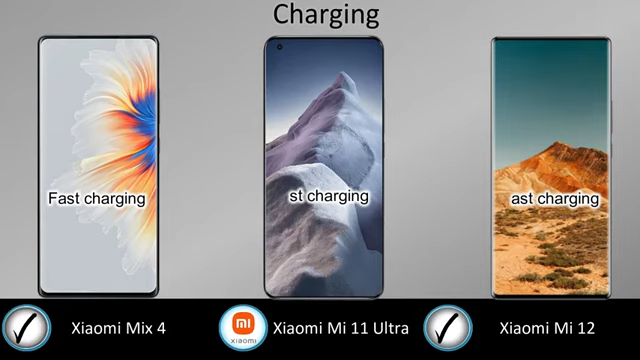 Charging
Fast charging
st charging
ast charging
Xiaomi Mix 4
mi
xiaomi
Xiaomi Mi 11 Ultra
Xiaomi Mi 12